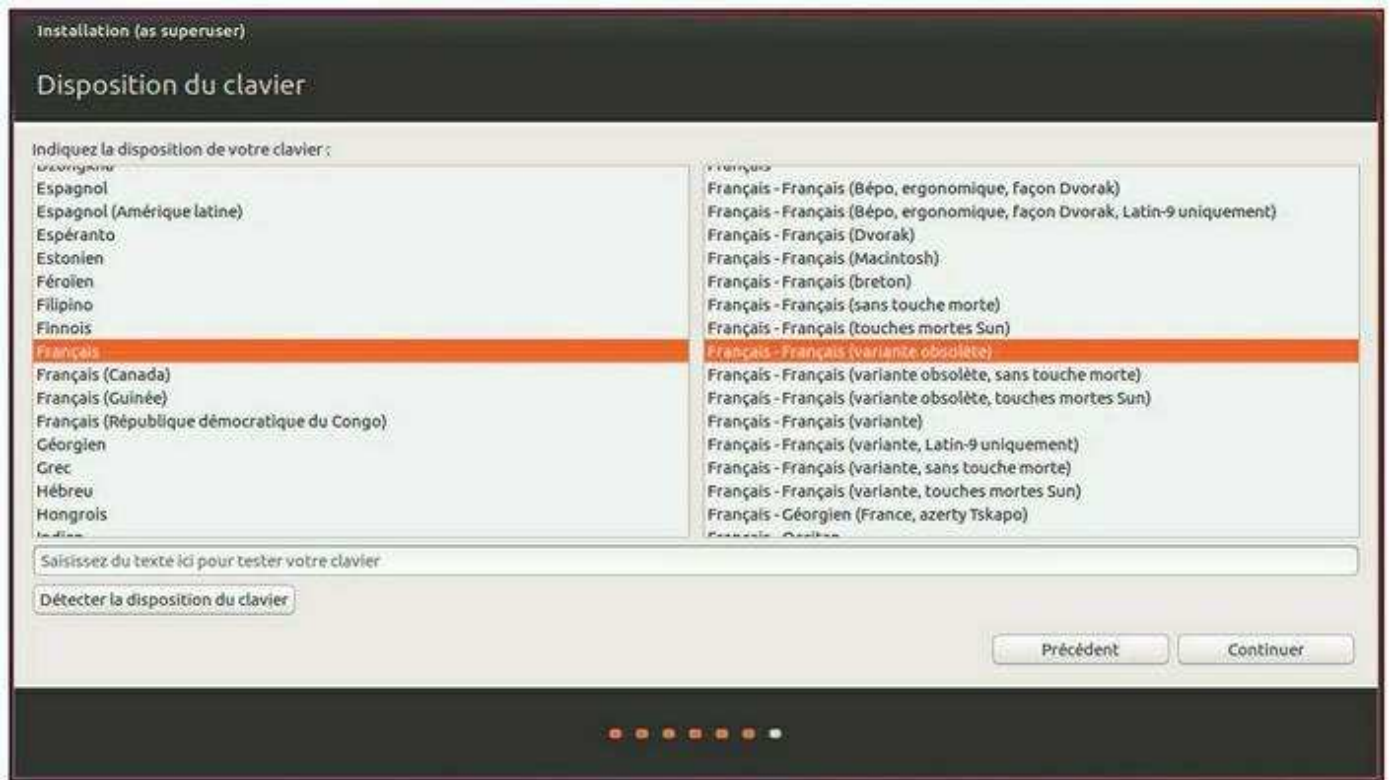 Installation (as superuser)
Disposition du clavier
Indiquez la disposition de votre clavier :
Espagnol
Espagnol (Amérique latine)
Espéranto
Estonien
Féroïen
Filipino
Finnois
Français
Français (Canada)
Français (Guinée)
Français (République démocratique du Congo)
Géorgien
Grec
Hébreu
Hongrois
Français
Français - Français (Bépo, ergonomique, façon Dvorak)
Français - Français (Bépo, ergonomique, façon Dvorak, Latin-9 uniquement)
Français - Français (Dvorak)
Français - Français (Macintosh)
Français - Français (breton)
Français - Français (sans touche morte)
Français - Français (touches mortes Sun)
Français - Français (variante obsolète)
Français - Français (variante obsolète, sans touche morte)
Français - Français (variante obsolète, touches mortes Sun)
Français - Français (variante)
Français - Français (variante, Latin-9 uniquement)
Français - Français (variante, sans touche morte)
Français - Français (variante, touches mortes Sun)
Français - Géorgien (France, azerty Tskapo)
Français - Occitan
Saisissez du texte ici pour tester votre clavier
Détecter la disposition du clavier
Précédent
Continuer